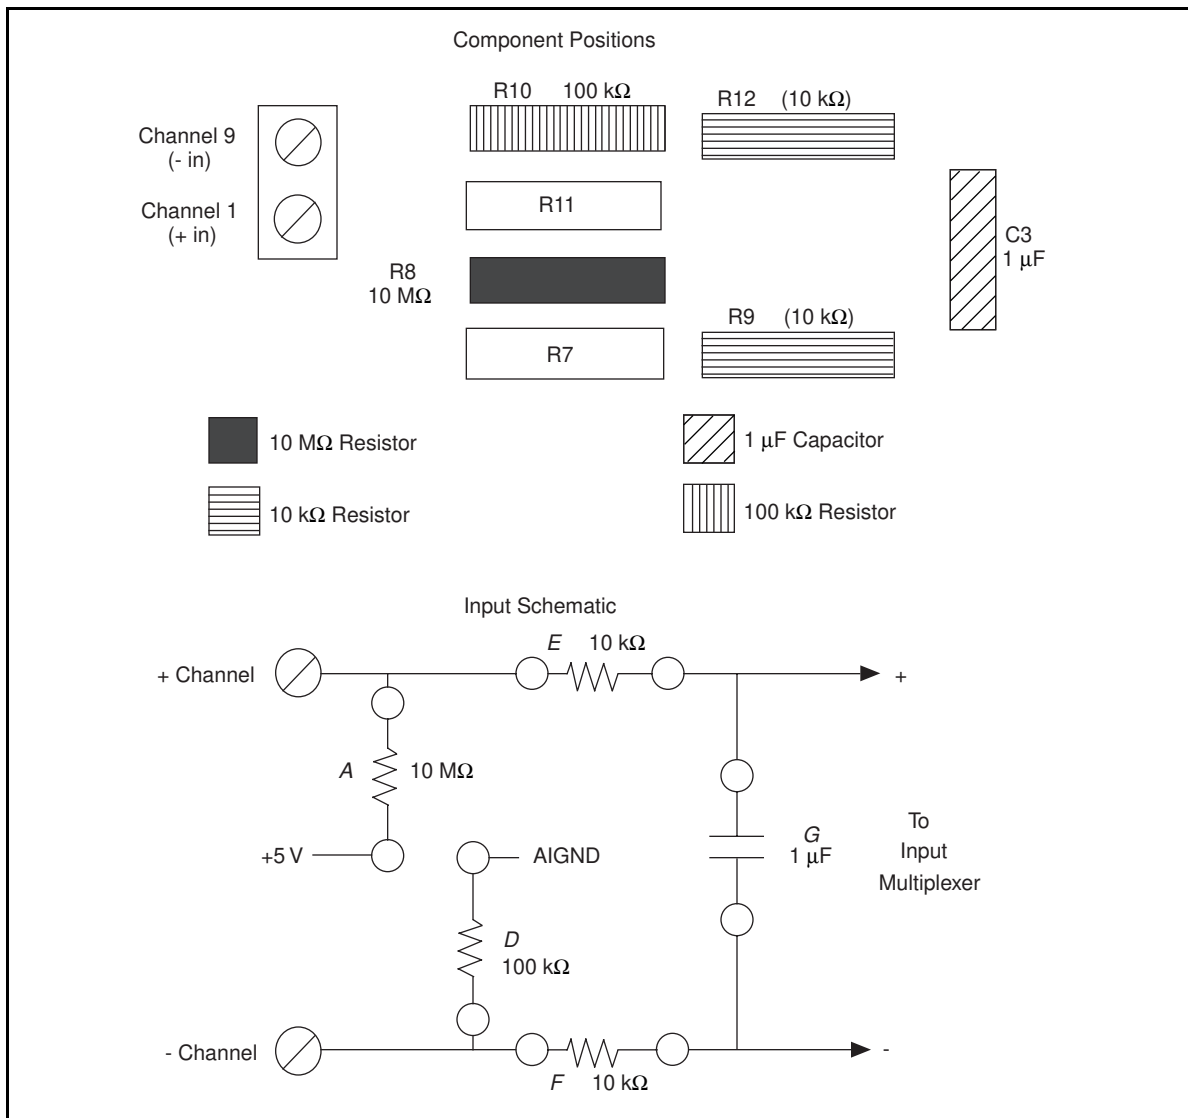 Component Positions
R10 100 kΩ
R12 (10 kΩ)
Channel 9
(- in)
Channel 1
(+ in)
R11
C3
1 μF
R8
10 MΩ
R9 (10 kΩ)
R7
10 MΩ Resistor
1 μF Capacitor
10 kΩ Resistor
100 kΩ Resistor
Input Schematic
E 10 kΩ
+ Channel
+
A 10 MΩ
+5 V
AIGND
G
1 μF
To
Input
Multiplexer
D
100 kΩ
- Channel
-
F 10 kΩ